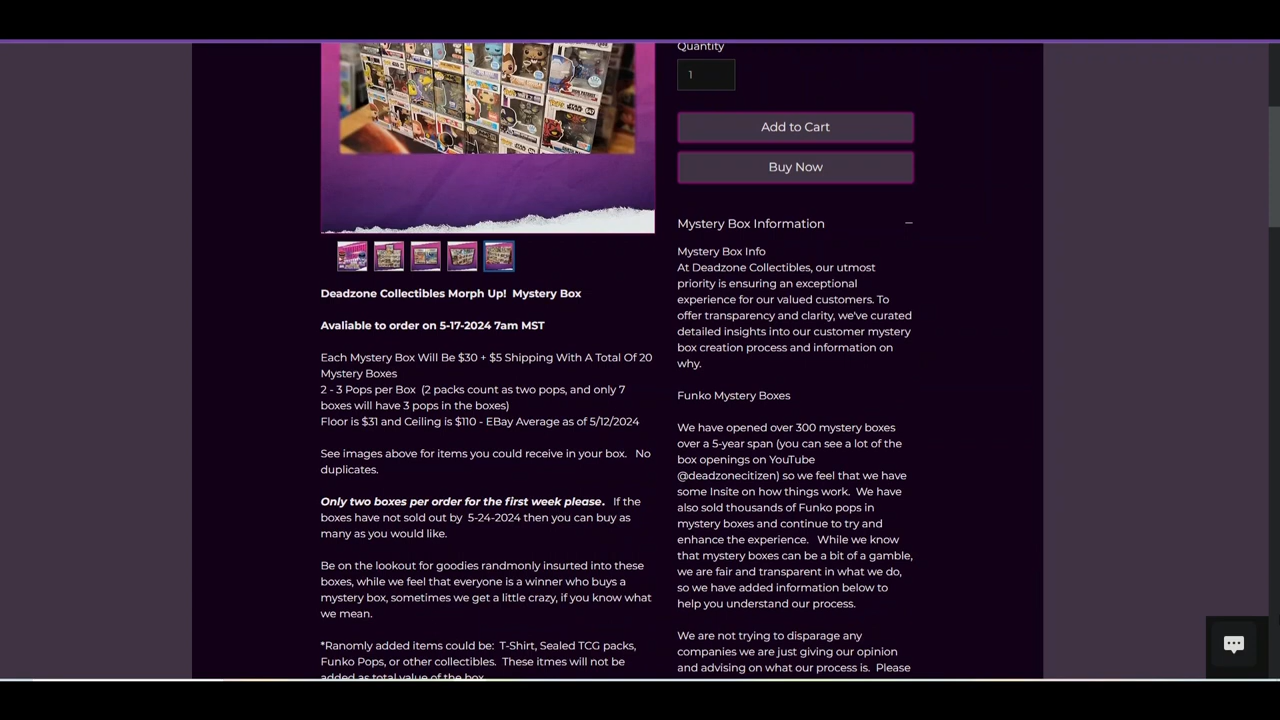 Quantity
1
Add to Cart
Buy Now
Mystery Box Information
Mystery Box Info
At Deadzone Collectibles, our utmost
priority is ensuring an exceptional
experience for our valued customers. To
offer transparency and clarity, we've curated
detailed insights into our customer mystery
box creation process and information on
why.
Funko Mystery Boxes
We have opened over 300 mystery boxes
over a 5-year span (you can see a lot of the
box openings on YouTube
@deadzonecitizen) so we feel that we have
some Insite on how things work.  We have
also sold thousands of Funko pops in
mystery boxes and continue to try and
enhance the experience.   While we know
that mystery boxes can be a bit of a gamble,
we are fair and transparent in what we do,
so we have added information below to
help you understand our process.
We are not trying to disparage any
companies we are just giving our opinion
and advising on what our process is.  Please
Deadzone Collectibles Morph Up!  Mystery Box
Avaliable to order on 5-17-2024 7am MST
Each Mystery Box Will Be $30 + $5 Shipping With A Total Of 20
Mystery Boxes
2 - 3 Pops per Box  (2 packs count as two pops, and only 7
boxes will have 3 pops in the boxes)
Floor is $31 and Ceiling is $110 - EBay Average as of 5/12/2024
See images above for items you could receive in your box.   No
duplicates.
Only two boxes per order for the first week please.   If the
boxes have not sold out by  5-24-2024 then you can buy as
many as you would like.
Be on the lookout for goodies randmonly insurted into these
boxes, while we feel that everyone is a winner who buys a
mystery box, sometimes we get a little crazy, if you know what
we mean.
*Ranomly added items could be:  T-Shirt, Sealed TCG packs,
Funko Pops, or other collectibles.  These itmes will not be
added as total value of the box